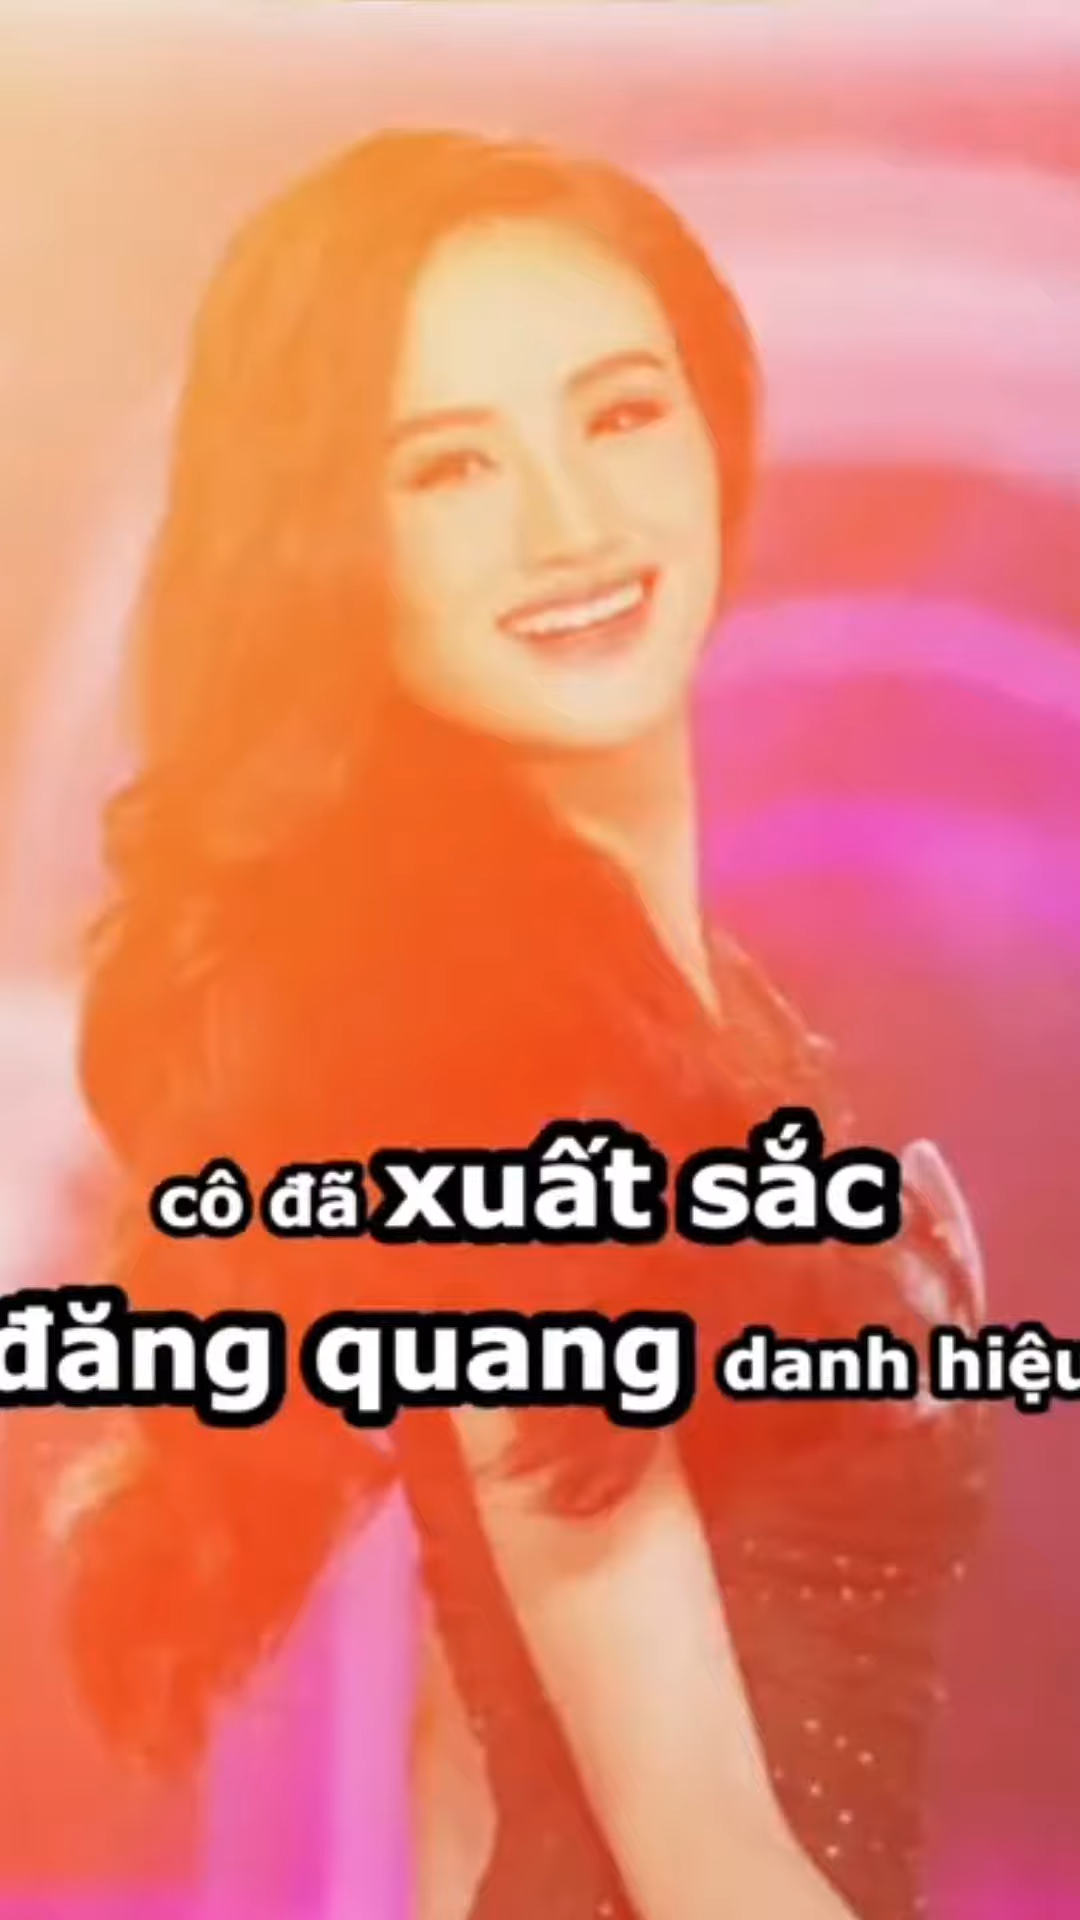 cô đã xuất sắc
đăng quang danh hiệu